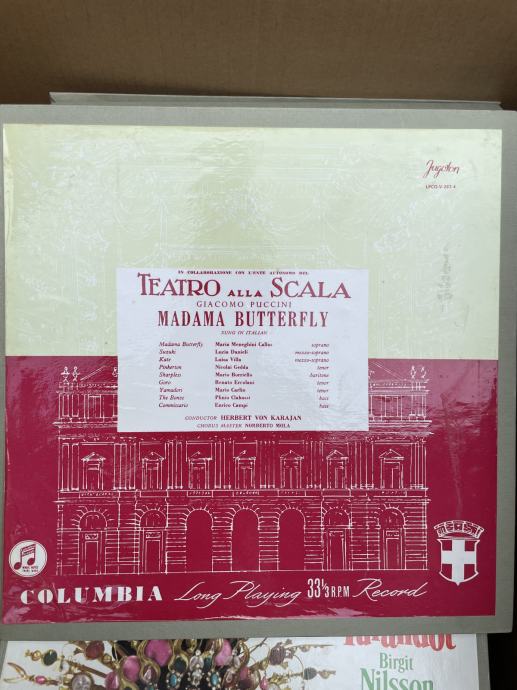 Jugoton
LPCO-V-257-4
IN COLLABORAZIONE CON L'ENTE AUTONOMO DEL
TEATRO ALLA SCALA
GIACOMO PUCCINI
MADAMA BUTTERFLY
SUNG IN ITALIAN
Madama Butterfly Maria Meneghini Callas soprano
Suzuki Lucia Danieli mezzo-soprano
Kate Luisa Villa mezzo-soprano
Pinkerton Nicolai Gedda tenor
Sharpless Mario Borriello baritone
Goro Renato Ercolani tenor
Yamadori Mario Carlin tenor
The Bonze Plinio Clabassi bass
Commissario Enrico Campi bass
CONDUCTOR HERBERT VON KARAJAN
CHORUS MASTER NORBERTO MOLA
COLUMBIA Long Playing 33⅓ R.P.M. Record
Turandot
Birgit
Nilsson